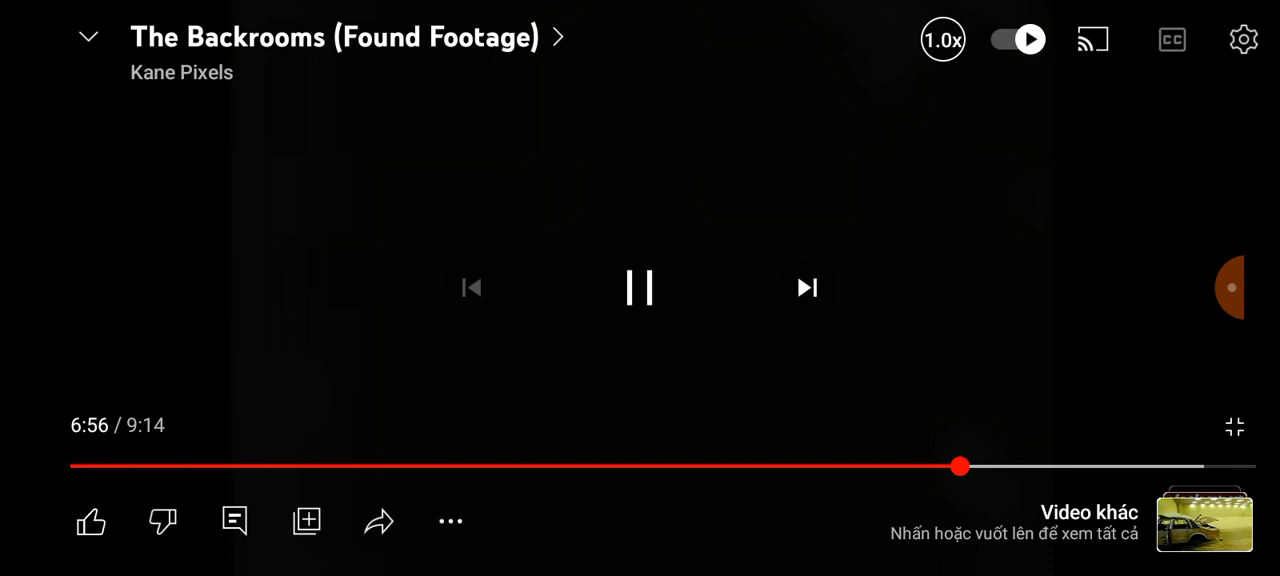 The Backrooms (Found Footage)
Kane Pixels
1.0x
CC
6:56 / 9:14
Video khác
Nhấn hoặc vuốt lên để xem tất cả